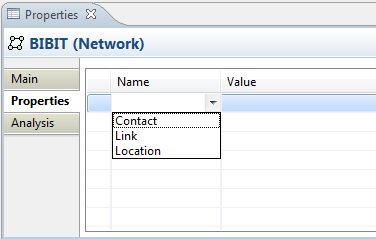 Properties
BIBIT (Network)
Main
Properties
Analysis
Name Value
Contact
Link
Location